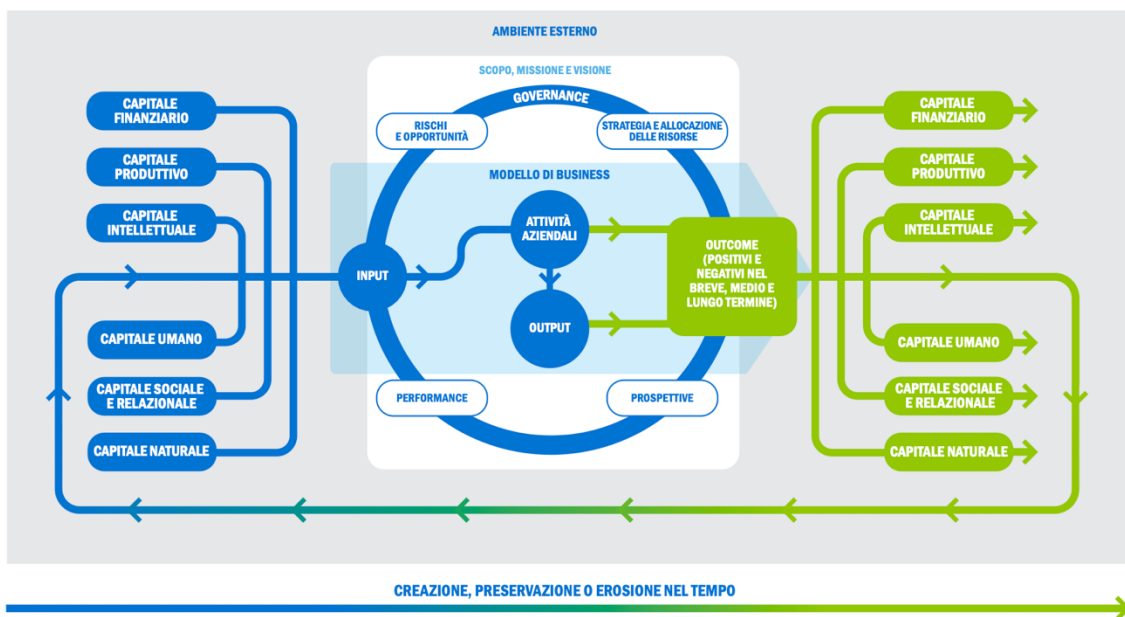 AMBIENTE ESTERNO
SCOPO, MISSIONE E VISIONE
GOVERNANCE
CAPITALE
FINANZIARIO
CAPITALE
PRODUTTIVO
CAPITALE
INTELLETTUALE
CAPITALE UMANO
CAPITALE SOCIALE
E RELAZIONALE
CAPITALE NATURALE
RISCHI
E OPPORTUNITÀ
STRATEGIA E ALLOCAZIONE
DELLE RISORSE
MODELLO DI BUSINESS
INPUT
ATTIVITÀ
AZIENDALI
OUTPUT
OUTCOME
(POSITIVI E
NEGATIVI NEL
BREVE, MEDIO E
LUNGO TERMINE)
PERFORMANCE
PROSPETTIVE
CAPITALE
FINANZIARIO
CAPITALE
PRODUTTIVO
CAPITALE
INTELLETTUALE
CAPITALE UMANO
CAPITALE SOCIALE
E RELAZIONALE
CAPITALE NATURALE
CREAZIONE, PRESERVAZIONE O EROSIONE NEL TEMPO